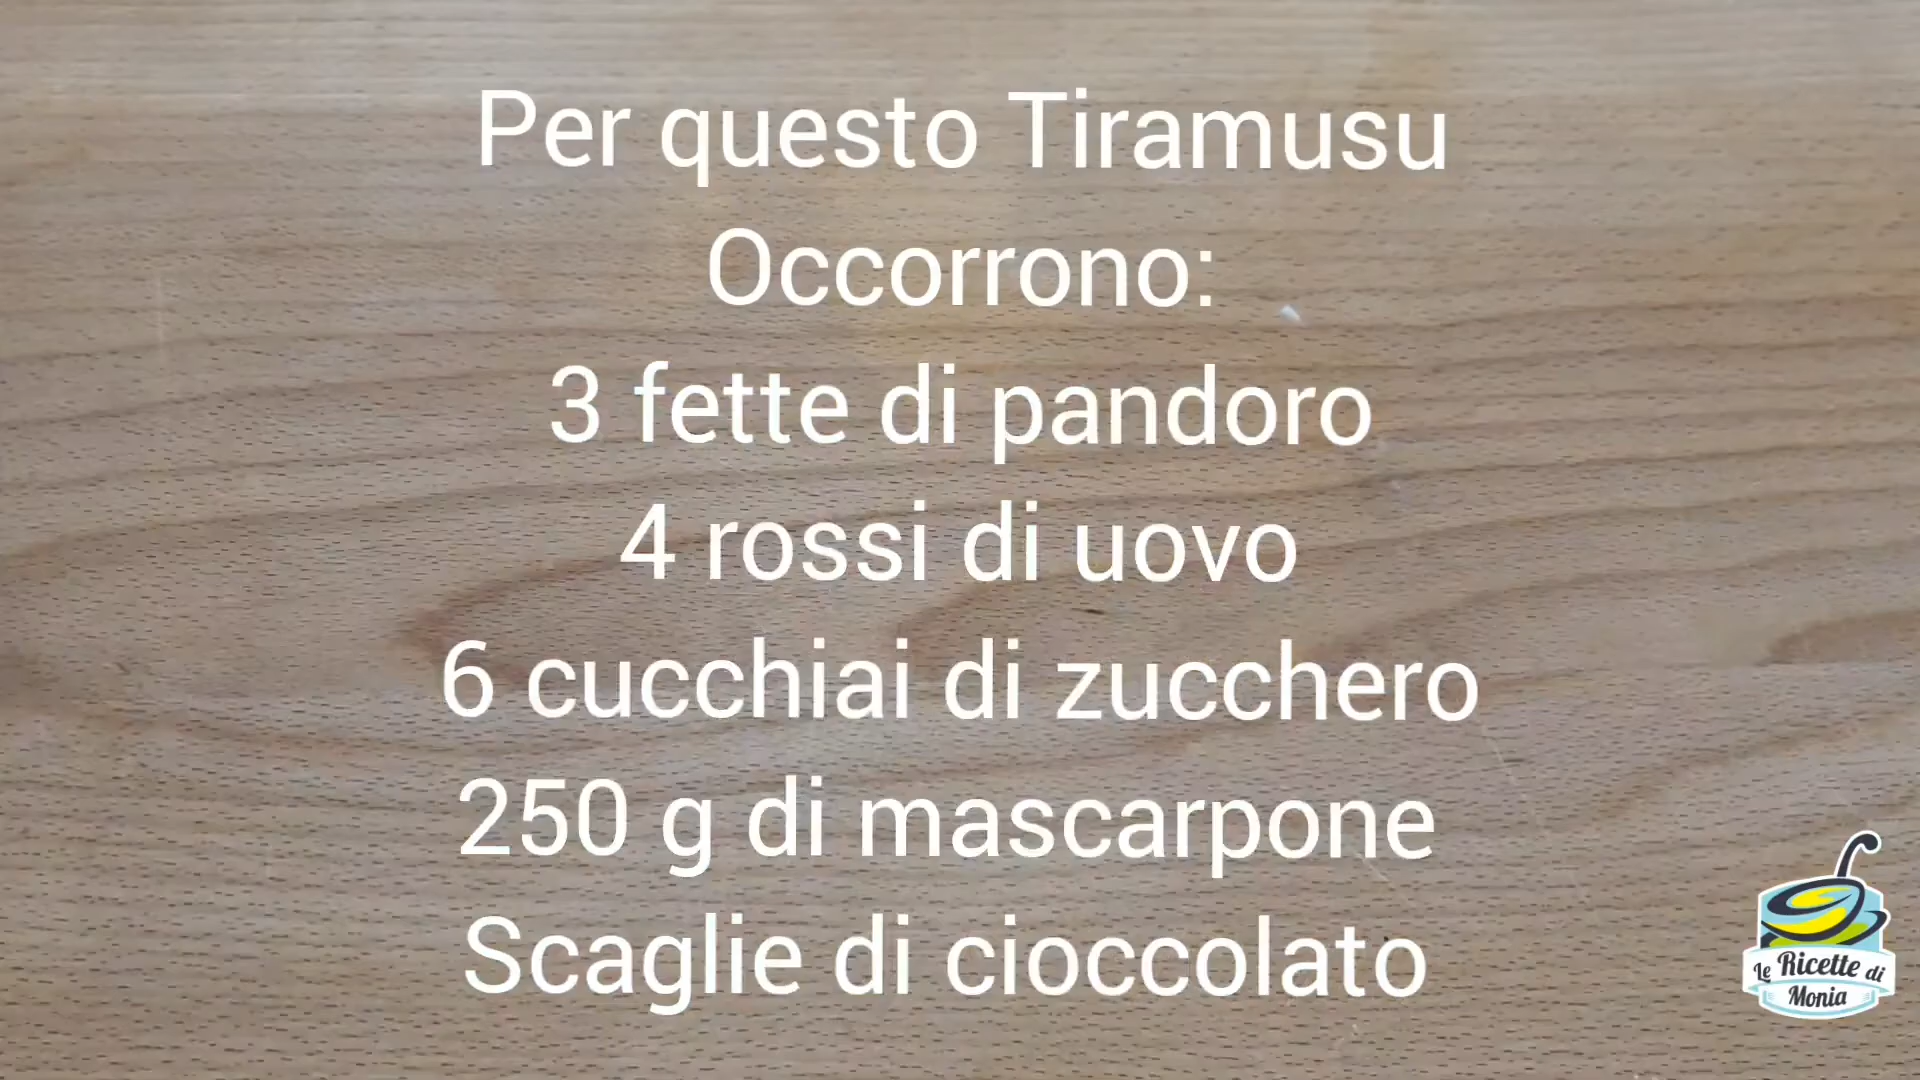 Per questo Tiramusu
Occorrono:
3 fette di pandoro
4 rossi di uovo
6 cucchiai di zucchero
250 g di mascarpone
Scaglie di cioccolato
Le Ricette di
Monia